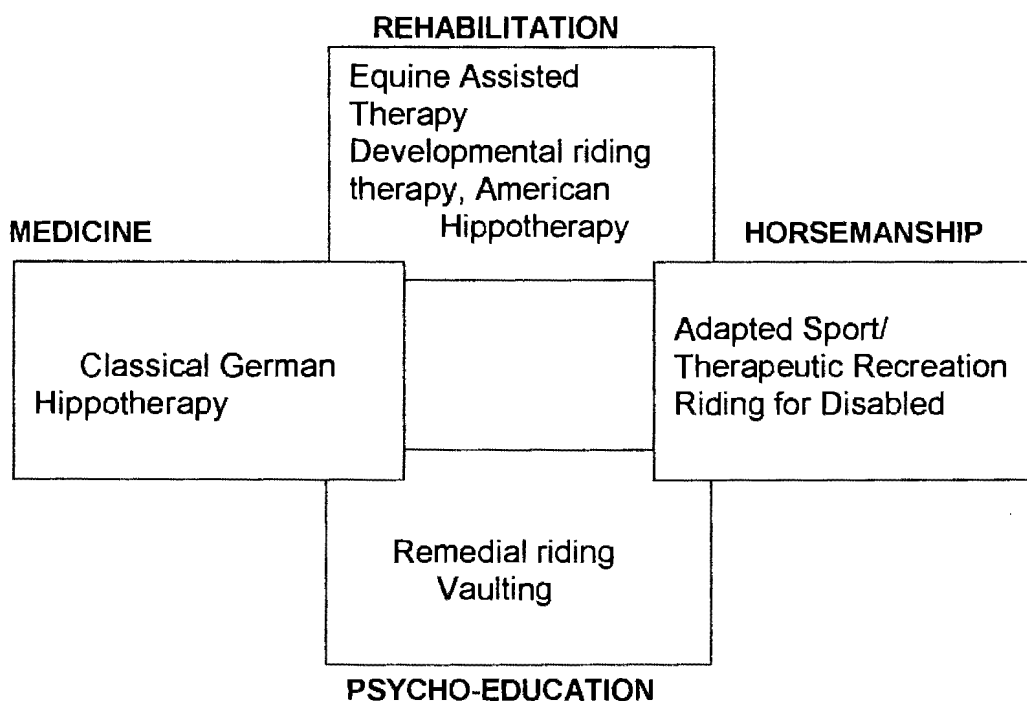 REHABILITATION
Equine Assisted
Therapy
Developmental riding
therapy, American
Hippotherapy
MEDICINE
HORSEMANSHIP
Classical German
Hippotherapy
Adapted Sport/
Therapeutic Recreation
Riding for Disabled
Remedial riding
Vaulting
PSYCHO-EDUCATION